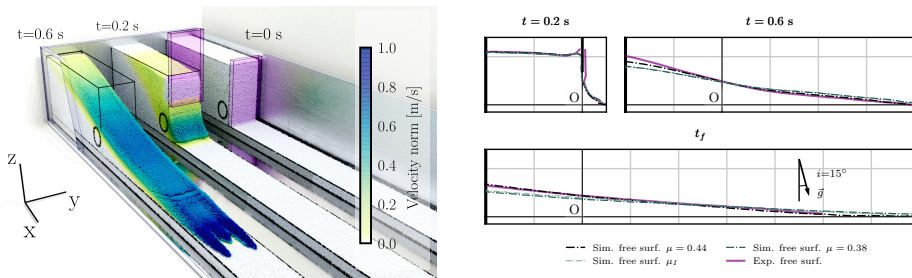 t=0.6 s
t=0.2 s
t=0 s
O
O
O
z
y
x
1.0
0.8
0.6
0.4
0.2
0.0
Velocity norm [m/s]
t = 0.2 s
t = 0.6 s
O
O
t_f
O
i=15°
g⃗
Sim. free surf. μ = 0.44
Sim. free surf. μ = 0.38
Sim. free surf. μ_I
Exp. free surf.